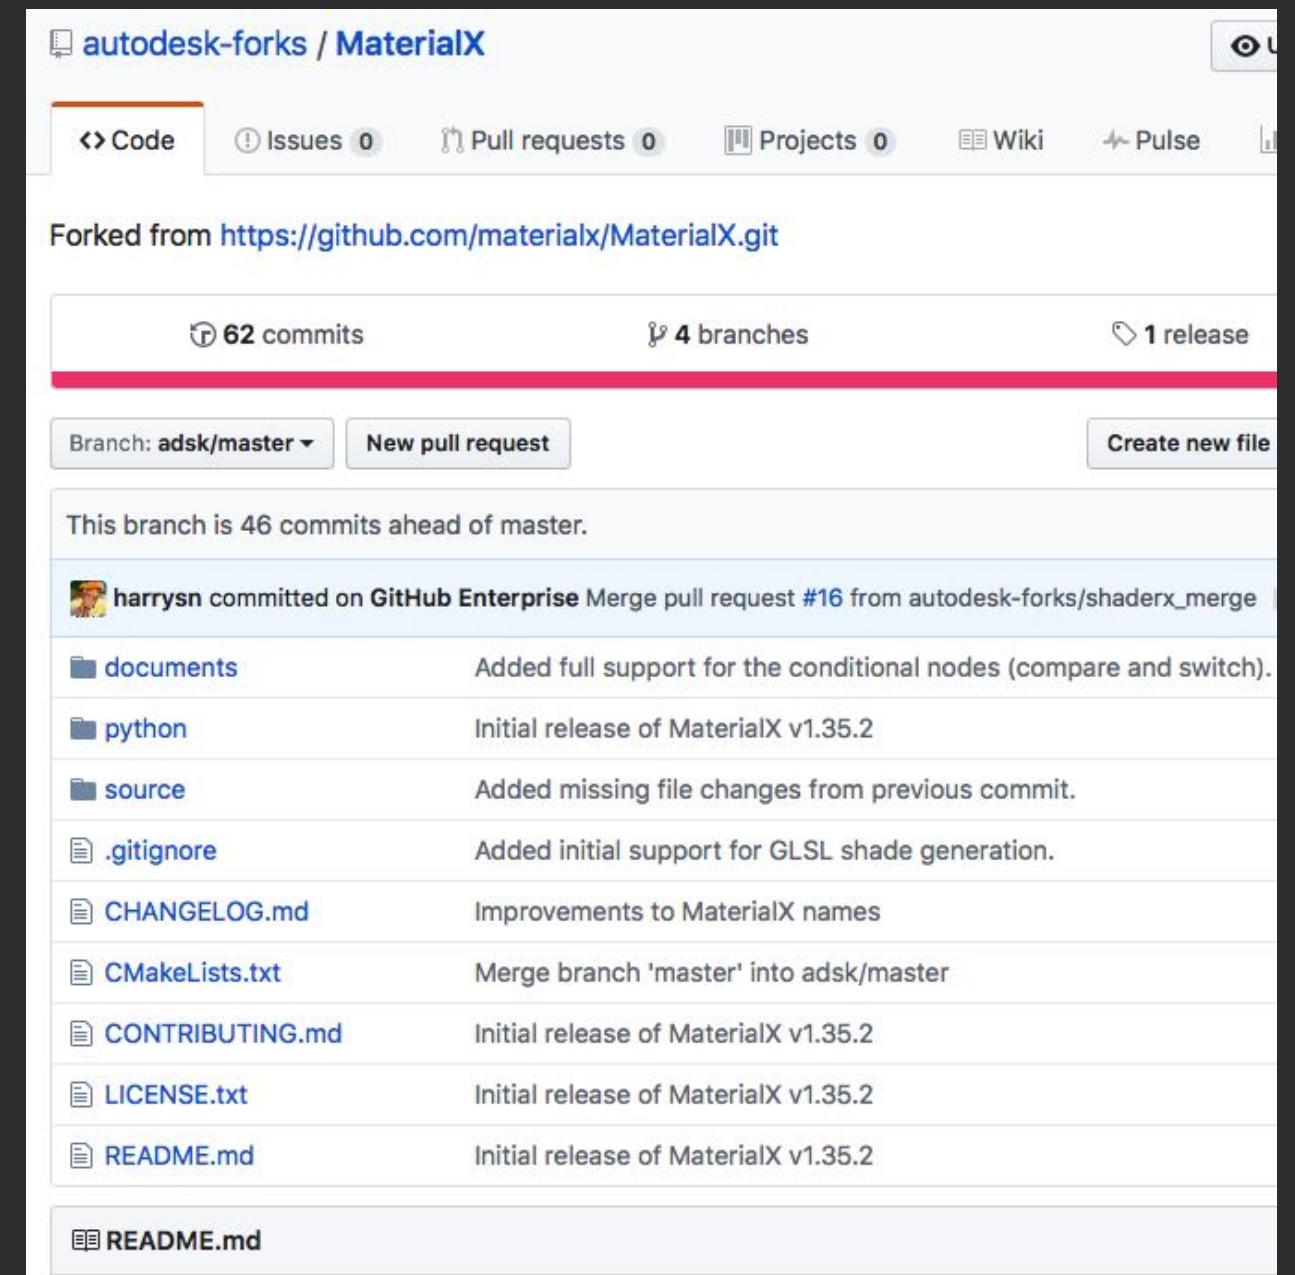 autodesk-forks / MaterialX
Code Issues 0 Pull requests 0 Projects 0 Wiki Pulse
Forked from https://github.com/materialx/MaterialX.git
62 commits 4 branches 1 release
Branch: adsk/master New pull request Create new file
This branch is 46 commits ahead of master.
harrysn committed on GitHub Enterprise Merge pull request #16 from autodesk-forks/shaderx_merge
documents Added full support for the conditional nodes (compare and switch).
python Initial release of MaterialX v1.35.2
source Added missing file changes from previous commit.
.gitignore Added initial support for GLSL shade generation.
CHANGELOG.md Improvements to MaterialX names
CMakeLists.txt Merge branch 'master' into adsk/master
CONTRIBUTING.md Initial release of MaterialX v1.35.2
LICENSE.txt Initial release of MaterialX v1.35.2
README.md Initial release of MaterialX v1.35.2
README.md